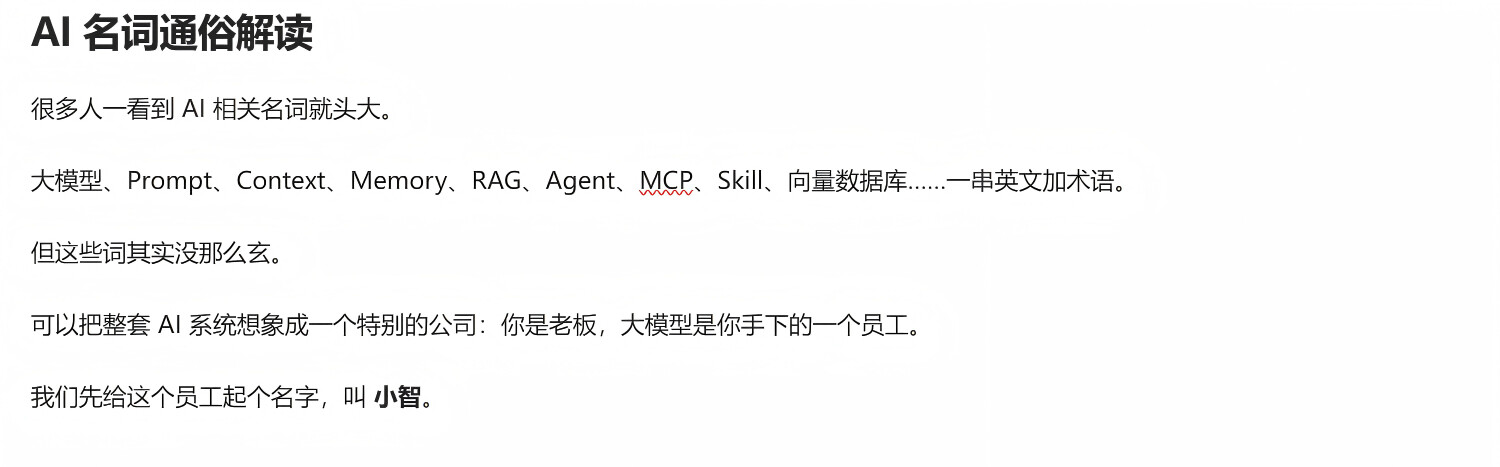 AI 名词通俗解读
很多人一看到 AI 相关名词就头大。
大模型、Prompt、Context、Memory、RAG、Agent、MCP、Skill、向量数据库……一串英文加术语。
但这些词其实没那么玄。
可以把整套 AI 系统想象成一个特别的公司：你是老板，大模型是你手下的一个员工。
我们先给这个员工起个名字，叫 小智。